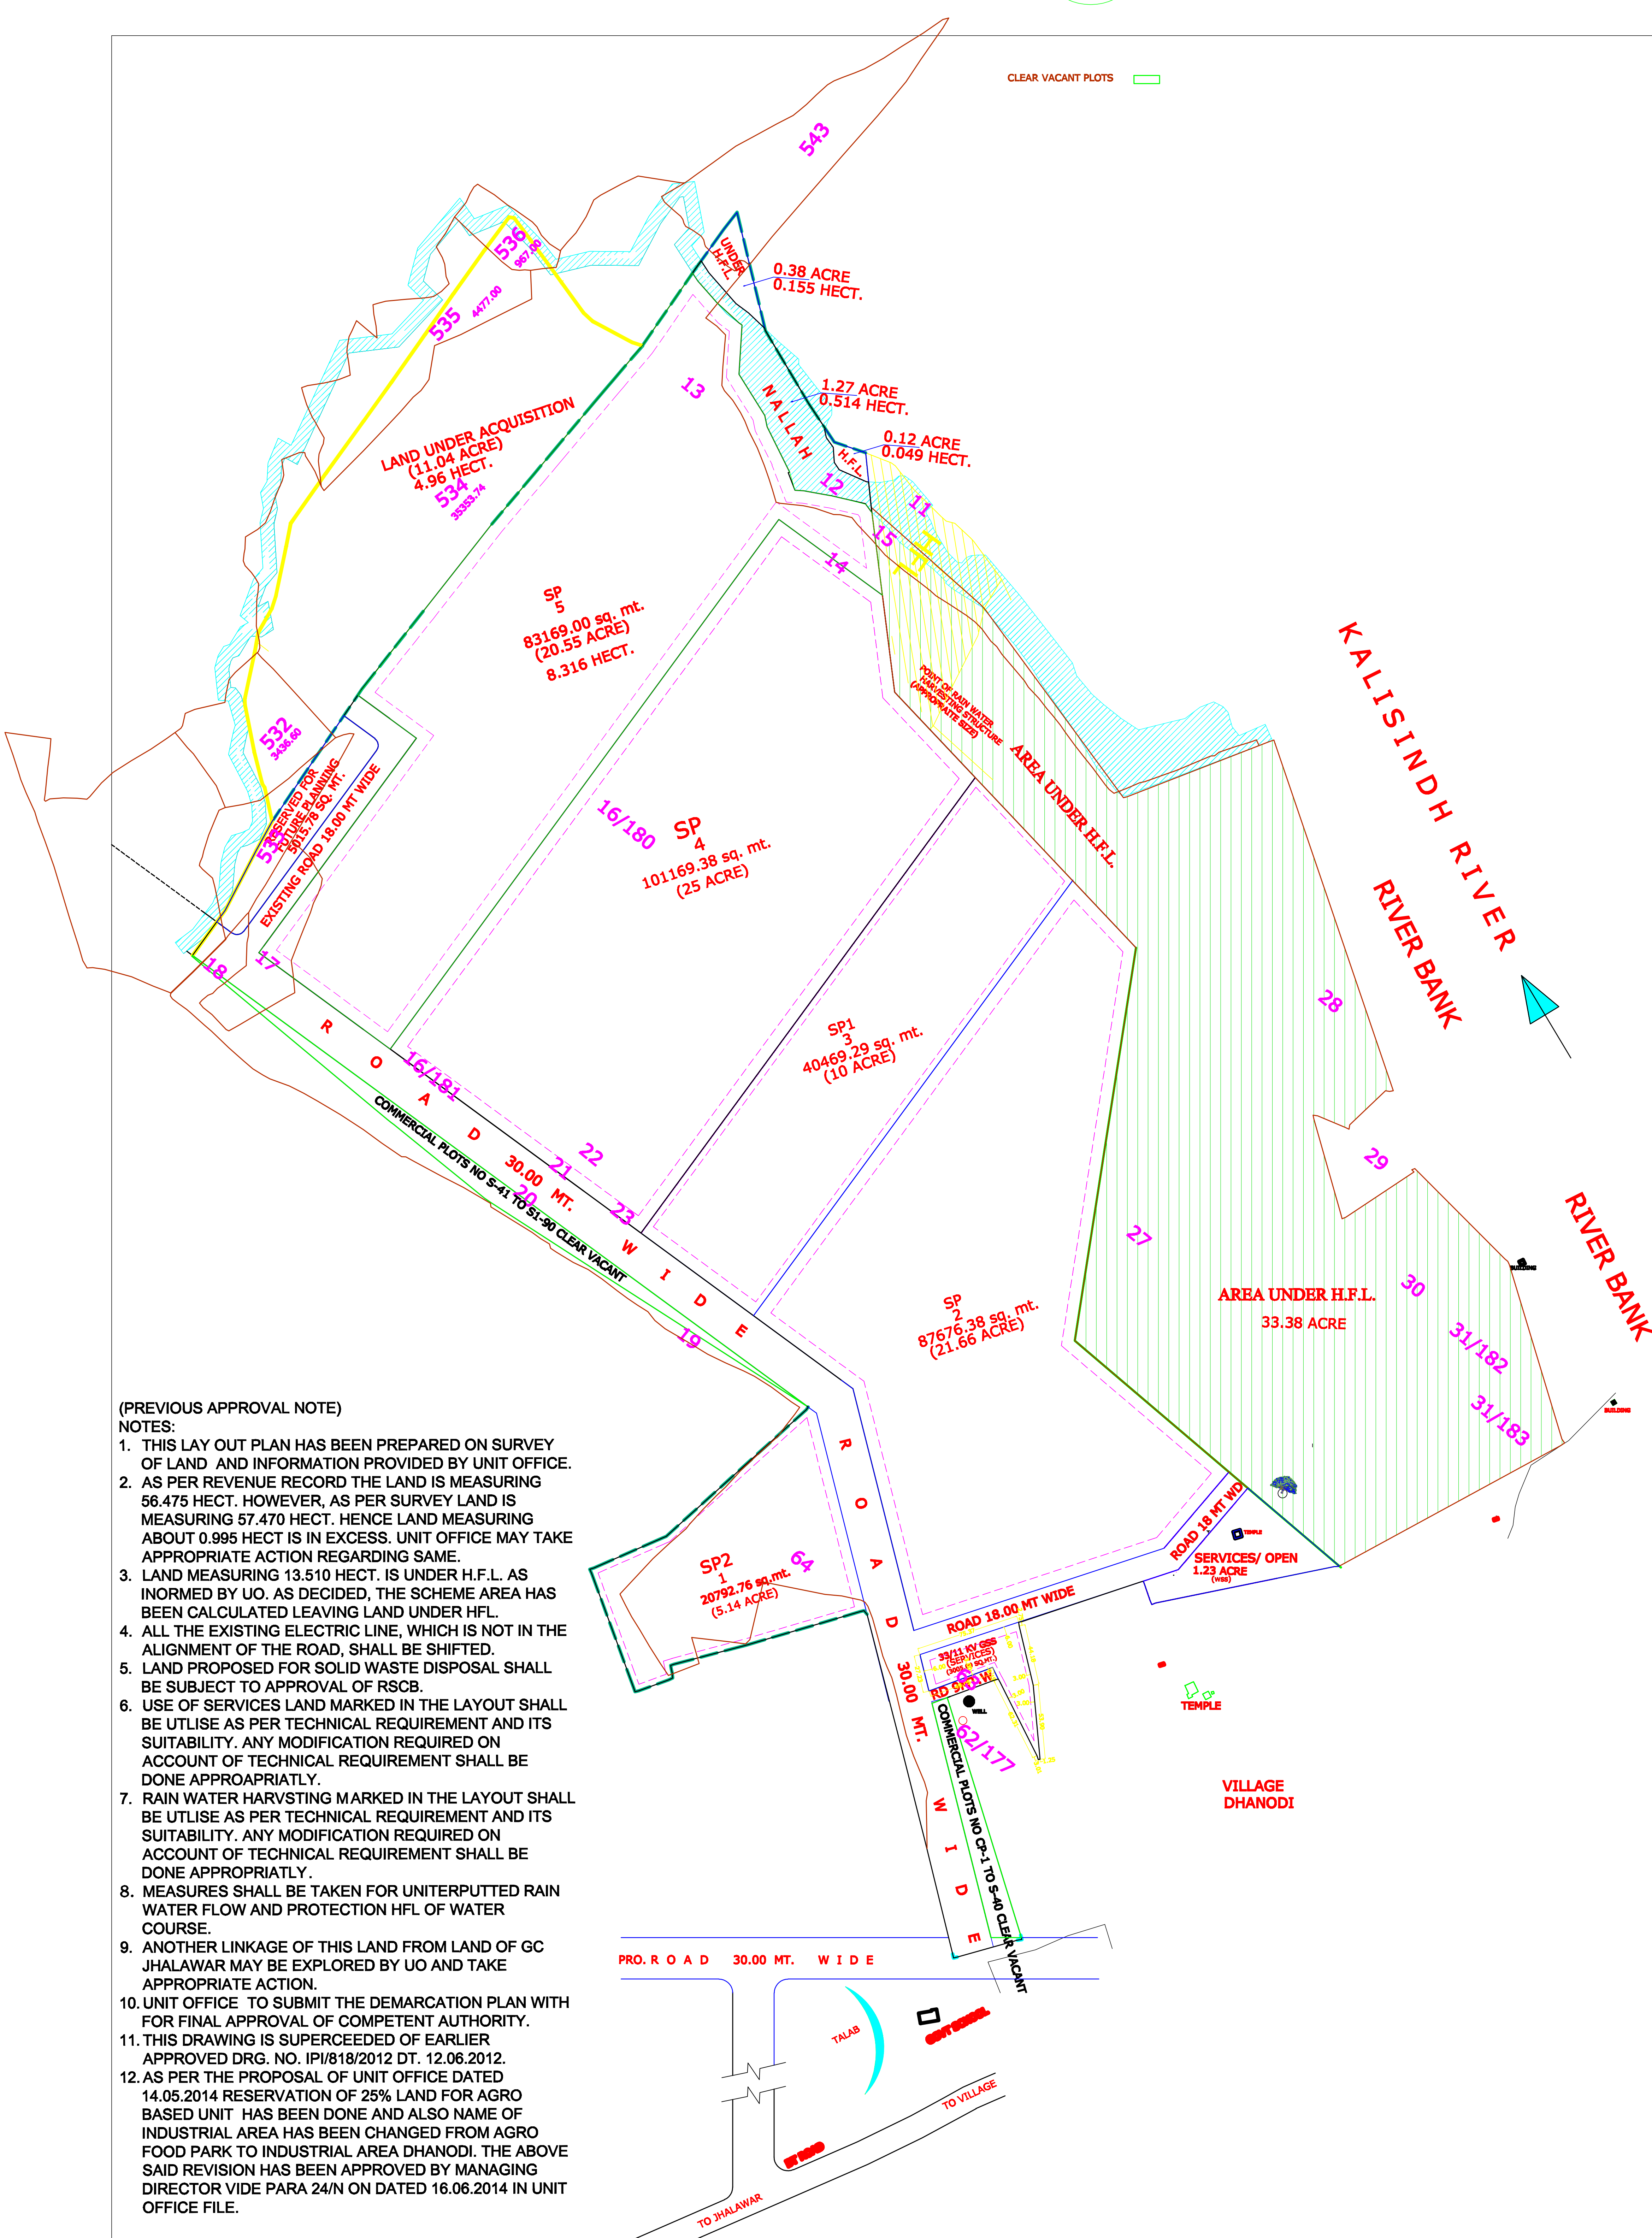 CLEAR VACANT PLOTS
543
536
967.00
535
4477.00
UNDER
H.F.L.
0.38 ACRE
0.155 HECT.
13
NALLAH
1.27 ACRE
0.514 HECT.
0.12 ACRE
0.049 HECT.
H.F.L.
12
11
15
14
LAND UNDER ACQUISITION
(11.04 ACRE)
4.96 HECT.
534
35353.74
SP
5
83169.00 sq. mt.
(20.55 ACRE)
8.316 HECT.
POINT OF RAIN WATER
HARVESTING STRUCTURE
(APPROPRAITE SIZE)
AREA UNDER H.F.L.
KALISINDH RIVER
RIVER BANK
532
3436.60
533
RESERVED FOR
FUTURE PLANNING
5015.78 SQ. MT.
EXISTING ROAD 18.00 MT WIDE
16/180
SP
4
101169.38 sq. mt.
(25 ACRE)
18
17
28
SP1
3
40469.29 sq. mt.
(10 ACRE)
ROAD 30.00 MT. WIDE
16/181
COMMERCIAL PLOTS NO S-41 TO S1-90 CLEAR VACANT
22
21
20
23
19
29
27
RIVER BANK
BUILDING
AREA UNDER H.F.L.
33.38 ACRE
30
31/182
31/183
BUILDING
SP
2
87676.38 sq. mt.
(21.66 ACRE)
ROAD 30.00 MT. WIDE
SP2
1
20792.76 sq.mt.
(5.14 ACRE)
64
ROAD 18 MT WD
TEMPLE
SERVICES/ OPEN
1.23 ACRE
(WSS)
ROAD 18.00 MT WIDE
33/11 KV GSS
(SERVICES)
WELL
62/177
COMMERCIAL PLOTS NO CP-1 TO S-40 CLEAR VACANT
TEMPLE
VILLAGE
DHANODI
PRO. ROAD 30.00 MT. WIDE
TALAB
GOVT SCHOOL
TO VILLAGE
BT ROAD
TO JHALAWAR
(PREVIOUS APPROVAL NOTE)
NOTES:
1. THIS LAY OUT PLAN HAS BEEN PREPARED ON SURVEY
OF LAND AND INFORMATION PROVIDED BY UNIT OFFICE.
2. AS PER REVENUE RECORD THE LAND IS MEASURING
56.475 HECT. HOWEVER, AS PER SURVEY LAND IS
MEASURING 57.470 HECT. HENCE LAND MEASURING
ABOUT 0.995 HECT IS IN EXCESS. UNIT OFFICE MAY TAKE
APPROPRIATE ACTION REGARDING SAME.
3. LAND MEASURING 13.510 HECT. IS UNDER H.F.L. AS
INORMED BY UO. AS DECIDED, THE SCHEME AREA HAS
BEEN CALCULATED LEAVING LAND UNDER HFL.
4. ALL THE EXISTING ELECTRIC LINE, WHICH IS NOT IN THE
ALIGNMENT OF THE ROAD, SHALL BE SHIFTED.
5. LAND PROPOSED FOR SOLID WASTE DISPOSAL SHALL
BE SUBJECT TO APPROVAL OF RSCB.
6. USE OF SERVICES LAND MARKED IN THE LAYOUT SHALL
BE UTLISE AS PER TECHNICAL REQUIREMENT AND ITS
SUITABILITY. ANY MODIFICATION REQUIRED ON
ACCOUNT OF TECHNICAL REQUIREMENT SHALL BE
DONE APPROAPRIATLY.
7. RAIN WATER HARVSTING MARKED IN THE LAYOUT SHALL
BE UTLISE AS PER TECHNICAL REQUIREMENT AND ITS
SUITABILITY. ANY MODIFICATION REQUIRED ON
ACCOUNT OF TECHNICAL REQUIREMENT SHALL BE
DONE APPROPRIATLY.
8. MEASURES SHALL BE TAKEN FOR UNITERPUTTED RAIN
WATER FLOW AND PROTECTION HFL OF WATER
COURSE.
9. ANOTHER LINKAGE OF THIS LAND FROM LAND OF GC
JHALAWAR MAY BE EXPLORED BY UO AND TAKE
APPROPRIATE ACTION.
10. UNIT OFFICE TO SUBMIT THE DEMARCATION PLAN WITH
FOR FINAL APPROVAL OF COMPETENT AUTHORITY.
11. THIS DRAWING IS SUPERCEEDED OF EARLIER
APPROVED DRG. NO. IPI/818/2012 DT. 12.06.2012.
12. AS PER THE PROPOSAL OF UNIT OFFICE DATED
14.05.2014 RESERVATION OF 25% LAND FOR AGRO
BASED UNIT HAS BEEN DONE AND ALSO NAME OF
INDUSTRIAL AREA HAS BEEN CHANGED FROM AGRO
FOOD PARK TO INDUSTRIAL AREA DHANODI. THE ABOVE
SAID REVISION HAS BEEN APPROVED BY MANAGING
DIRECTOR VIDE PARA 24/N ON DATED 16.06.2014 IN UNIT
OFFICE FILE.